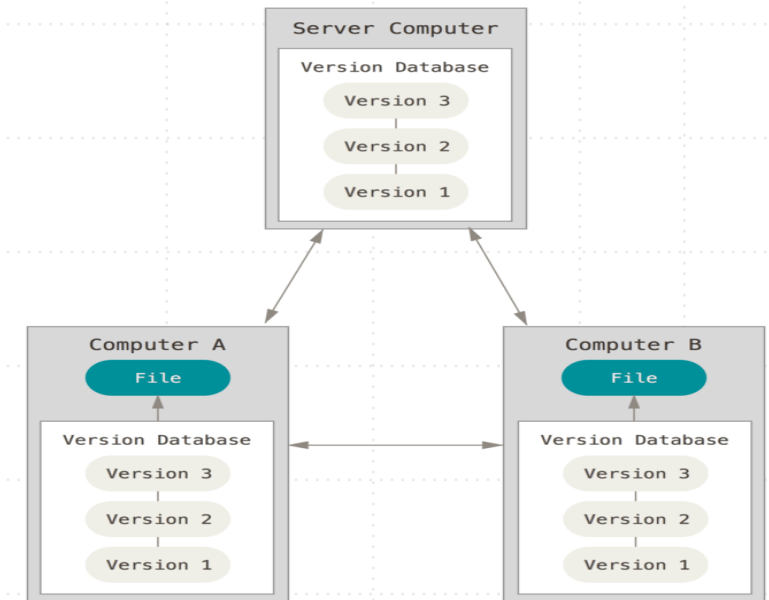 Server Computer
Version Database
Version 3
Version 2
Version 1
Computer A
File
Version Database
Version 3
Version 2
Version 1
Computer B
File
Version Database
Version 3
Version 2
Version 1